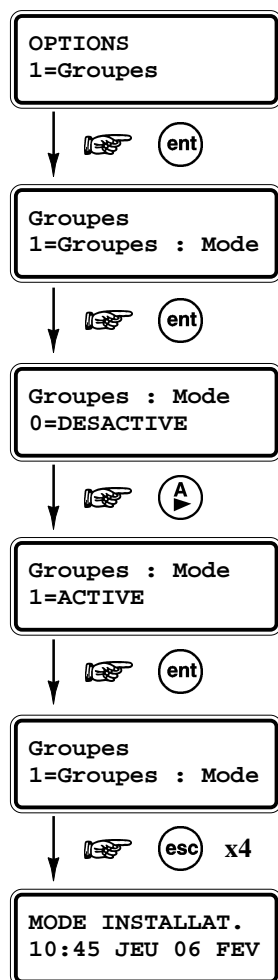 OPTIONS
1=Groupes
ent
Groupes
1=Groupes : Mode
ent
Groupes : Mode
0=DESACTIVE
A
Groupes : Mode
1=ACTIVE
ent
Groupes
1=Groupes : Mode
esc x4
MODE INSTALLAT.
10:45 JEU 06 FEV